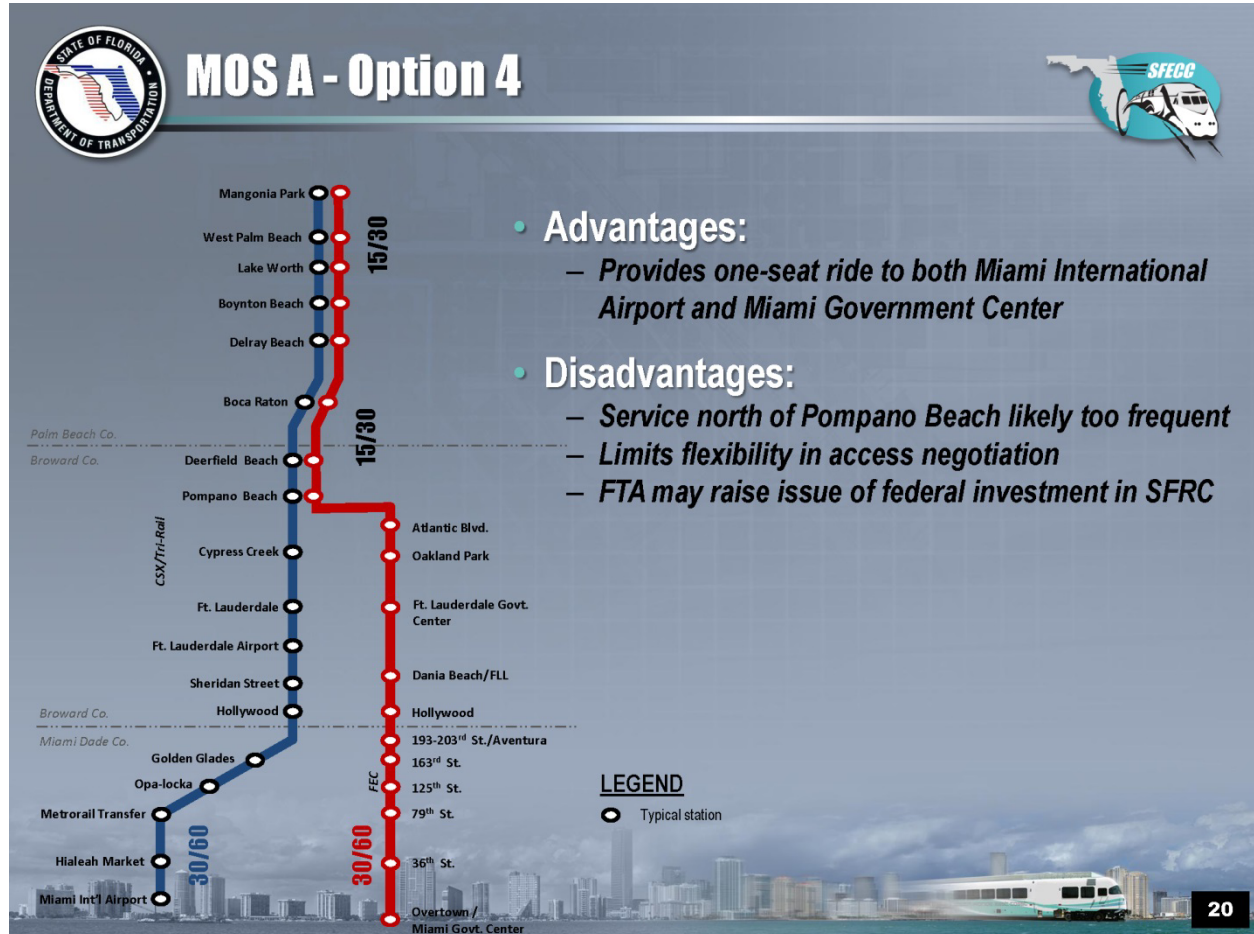 STATE OF FLORIDA
DEPARTMENT OF TRANSPORTATION
MOS A - Option 4
SFECC
Mangonia Park
West Palm Beach
Lake Worth
Boynton Beach
Delray Beach
Boca Raton
15/30
15/30
Palm Beach Co.
Broward Co.
Deerfield Beach
Pompano Beach
CSX/Tri-Rail
Cypress Creek
Ft. Lauderdale
Ft. Lauderdale Airport
Sheridan Street
Hollywood
Broward Co.
Miami Dade Co.
Golden Glades
Opa-locka
Metrorail Transfer
Hialeah Market
Miami Int'l Airport
30/60
Atlantic Blvd.
Oakland Park
Ft. Lauderdale Govt.
Center
Dania Beach/FLL
Hollywood
193-203rd St./Aventura
163rd St.
125th St.
79th St.
36th St.
Overtown /
Miami Govt. Center
FEC
30/60
• Advantages:
– Provides one-seat ride to both Miami International
Airport and Miami Government Center
• Disadvantages:
– Service north of Pompano Beach likely too frequent
– Limits flexibility in access negotiation
– FTA may raise issue of federal investment in SFRC
LEGEND
Typical station
20